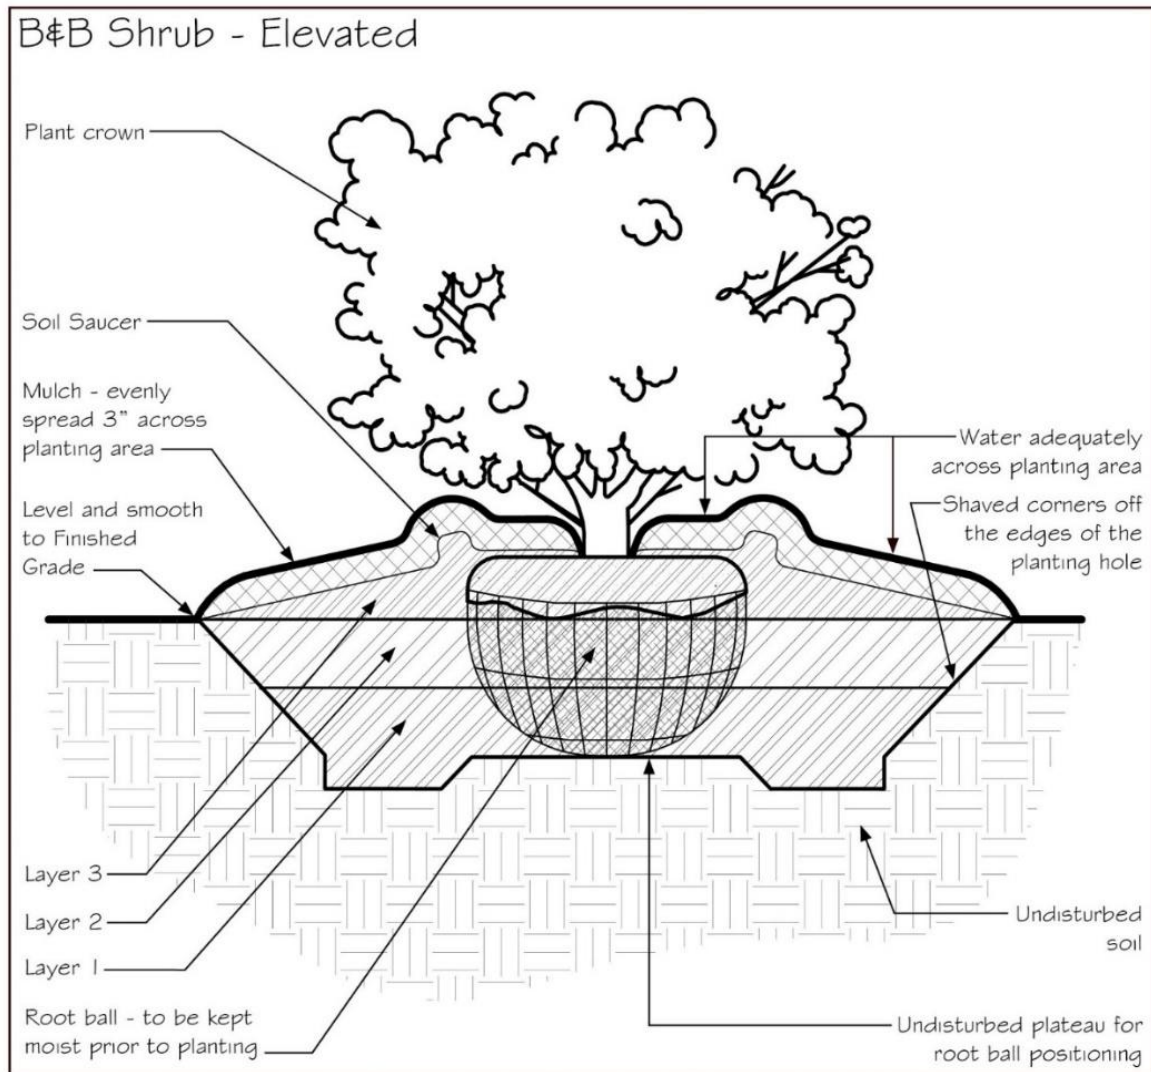 B&B Shrub - Elevated
Plant crown
Soil Saucer
Mulch - evenly
spread 3" across
planting area
Level and smooth
to Finished
Grade
Layer 3
Layer 2
Layer 1
Root ball - to be kept
moist prior to planting
Water adequately
across planting area
Shaved corners off
the edges of the
planting hole
Undisturbed
soil
Undisturbed plateau for
root ball positioning